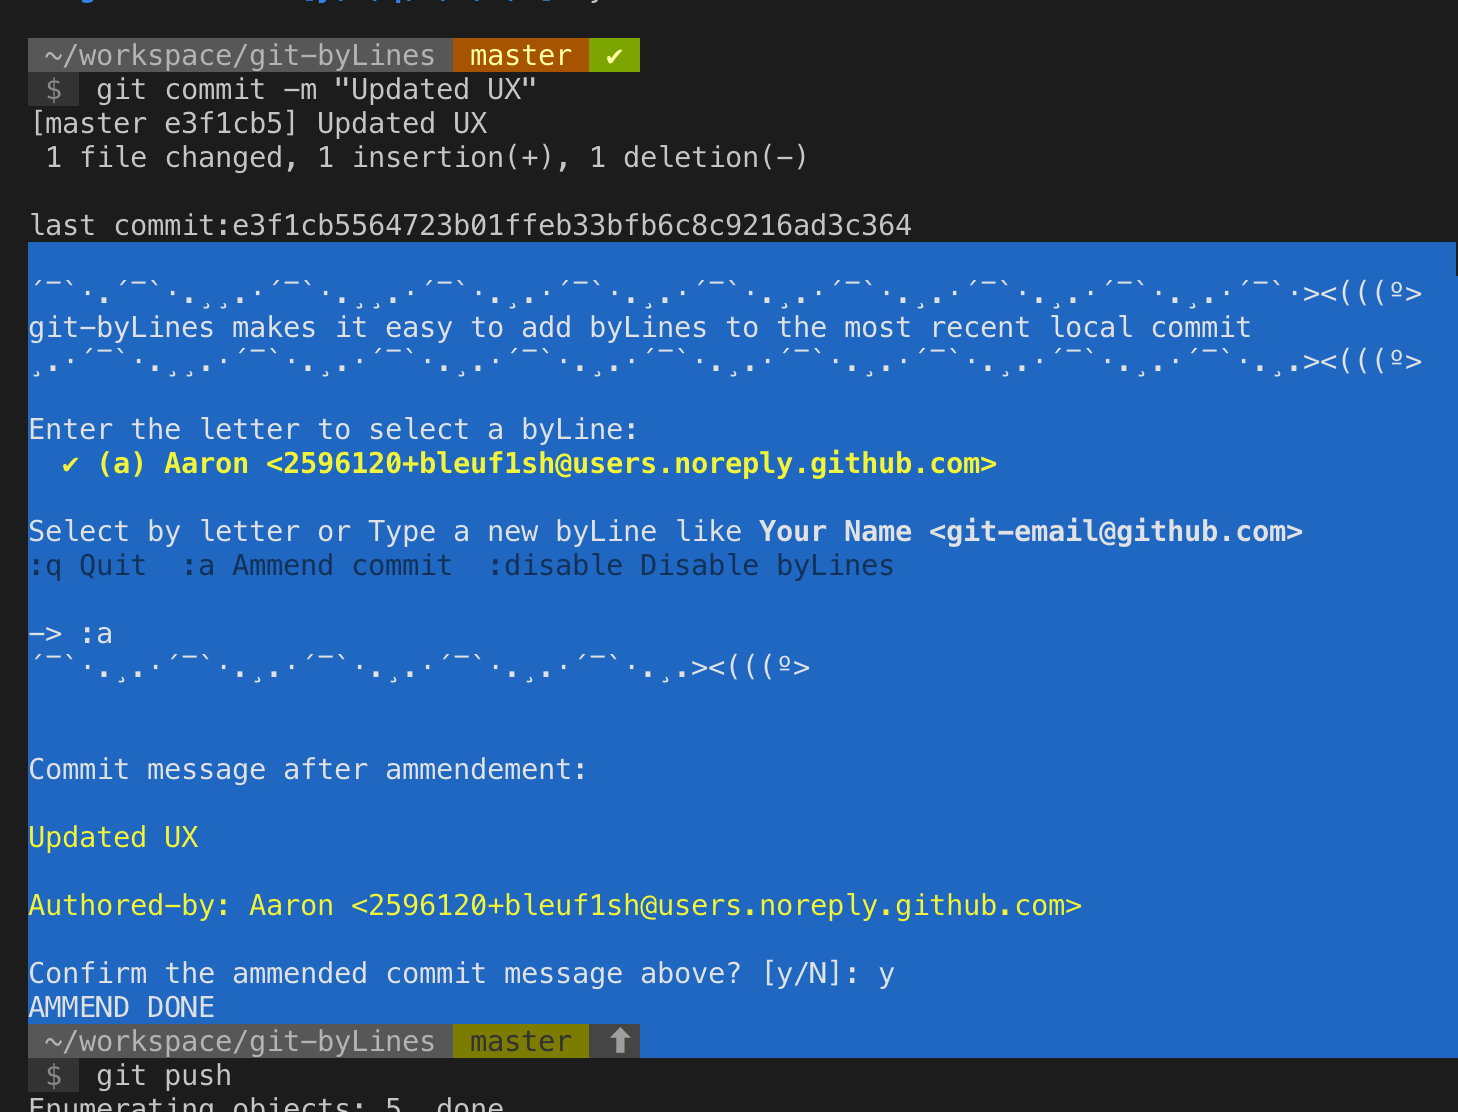 ~/workspace/git-byLines master ✔
$ git commit -m "Updated UX"
[master e3f1cb5] Updated UX
1 file changed, 1 insertion(+), 1 deletion(-)
last commit:e3f1cb5564723b01ffeb33bfb6c8c9216ad3c364
´¯`·.´¯`·.¸¸.·´¯`·.¸¸.·´¯`·.¸.·´¯`·.¸.·´¯`·.¸.·´¯`·.¸.·´¯`·.¸.·´¯`·.¸.·´¯`·><(((º>
git-byLines makes it easy to add byLines to the most recent local commit
¸.·´¯`·.¸¸.·´¯`·.¸.·´¯`·.¸.·´¯`·.¸.·´¯`·.¸.·´¯`·.¸.·´¯`·.¸.·´¯`·.¸.·´¯`·.¸.><(((º>
Enter the letter to select a byLine:
✔ (a) Aaron <2596120+bleuf1sh@users.noreply.github.com>
Select by letter or Type a new byLine like Your Name <git-email@github.com>
:q Quit :a Ammend commit :disable Disable byLines
-> :a
´¯`·.¸.·´¯`·.¸.·´¯`·.¸.·´¯`·.¸.·´¯`·.¸.><(((º>
Commit message after ammendement:
Updated UX
Authored-by: Aaron <2596120+bleuf1sh@users.noreply.github.com>
Confirm the ammended commit message above? [y/N]: y
AMMEND DONE
~/workspace/git-byLines master ⬆
$ git push
Enumerating objects: 5, done.